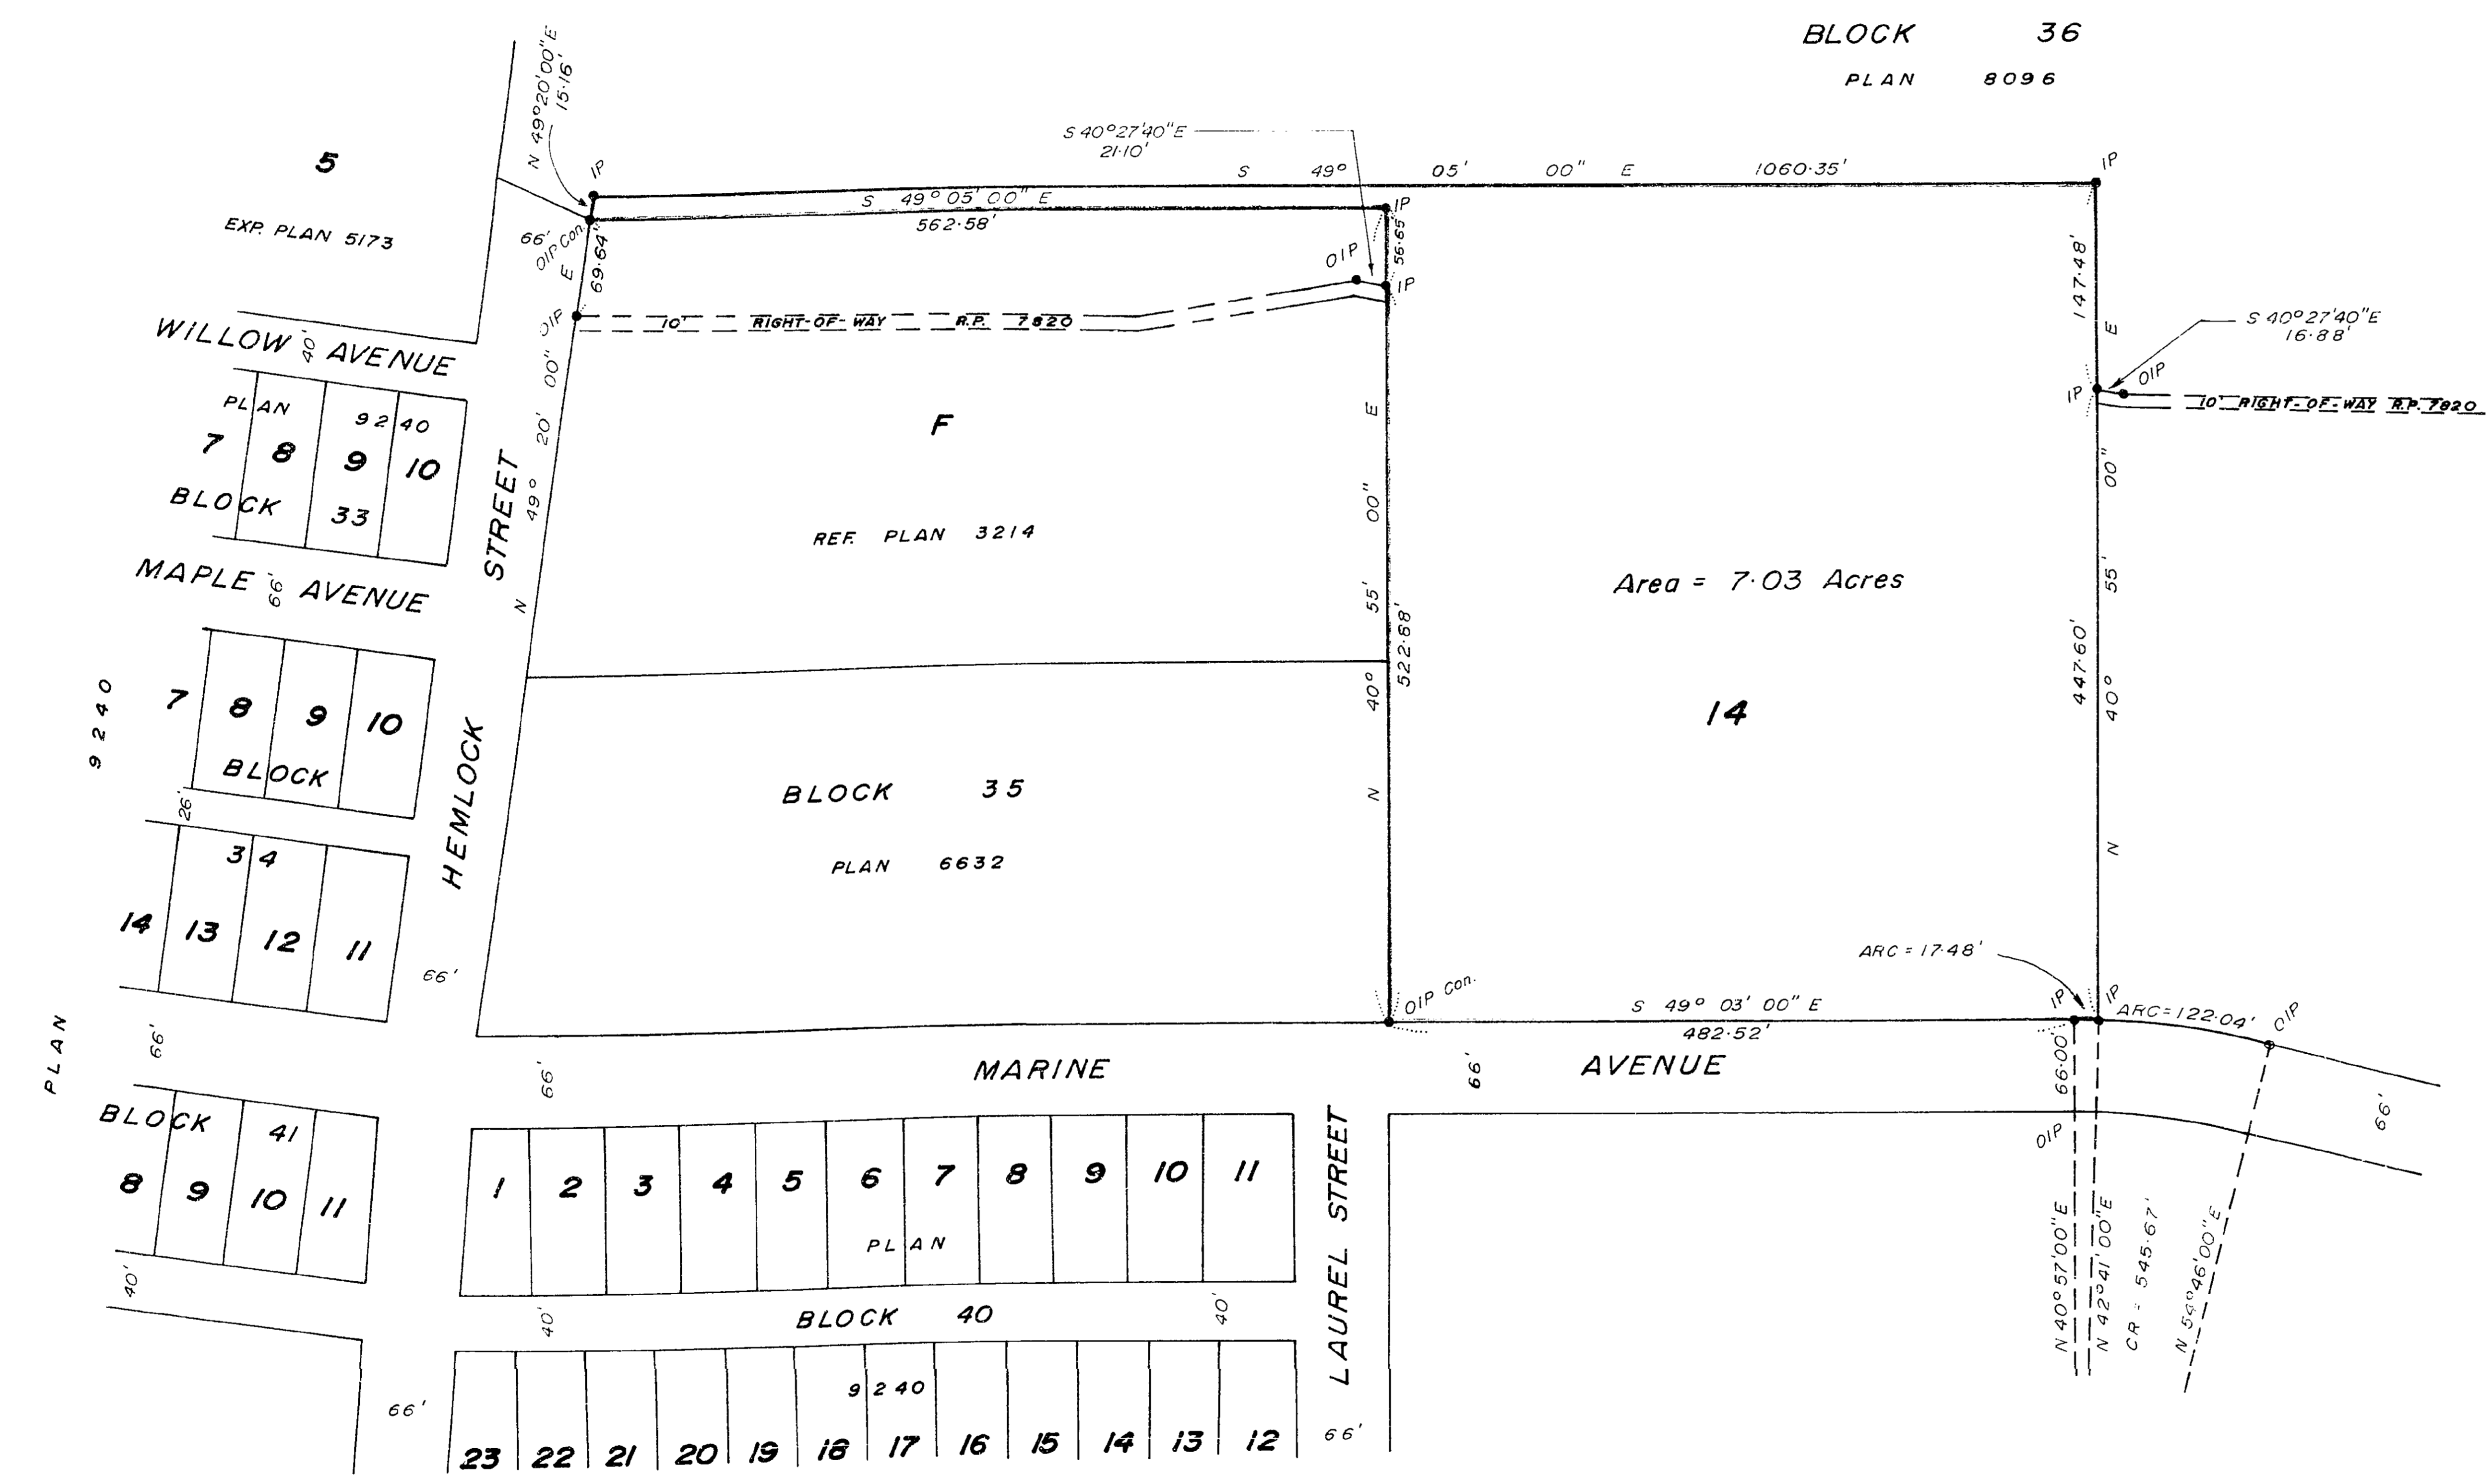 BLOCK 36
PLAN 8096
N 49°20'00"E
15·16'
S 40°27'40"E
21·10'
S 49° 05' 00" E 1060·35'
IP
IP
5
EXP. PLAN 5173
S 49° 05' 00" E
562·58'
IP
66'
OIP Con.
69·64'
56·65'
OIP
IP
147·48'
S 40°27'40"E
16·88'
OIP
IP
10' RIGHT-OF-WAY R.P. 7820
OIP
10' RIGHT-OF-WAY R.P. 7820
WILLOW AVENUE
40'
PLAN 9240
7 8 9 10
BLOCK 33
HEMLOCK STREET
N 49° 20' 00" E
F
REF. PLAN 3214
N 40° 55' 00" E
522·68'
Area = 7·03 Acres
14
N 40° 55' 00" E
447·60'
MAPLE AVENUE
66'
7 8 9 10
BLOCK
26'
34
14 13 12 11
66'
BLOCK 35
PLAN 6632
PLAN 9240
OIP Con.
S 49° 03' 00" E
482·52'
ARC = 17·48'
IP
IP
ARC = 122·04'
OIP
66'
66'
MARINE AVENUE
66'
66·00'
66'
OIP
BLOCK 41
8 9 10 11
40'
1 2 3 4 5 6 7 8 9 10 11
PLAN
LAUREL STREET
N 40°57'00"E
N 42°41'00"E
CR = 545·67'
N 54°46'00"E
40'
BLOCK 40
40'
9240
66'
23 22 21 20 19 18 17 16 15 14 13 12
66'